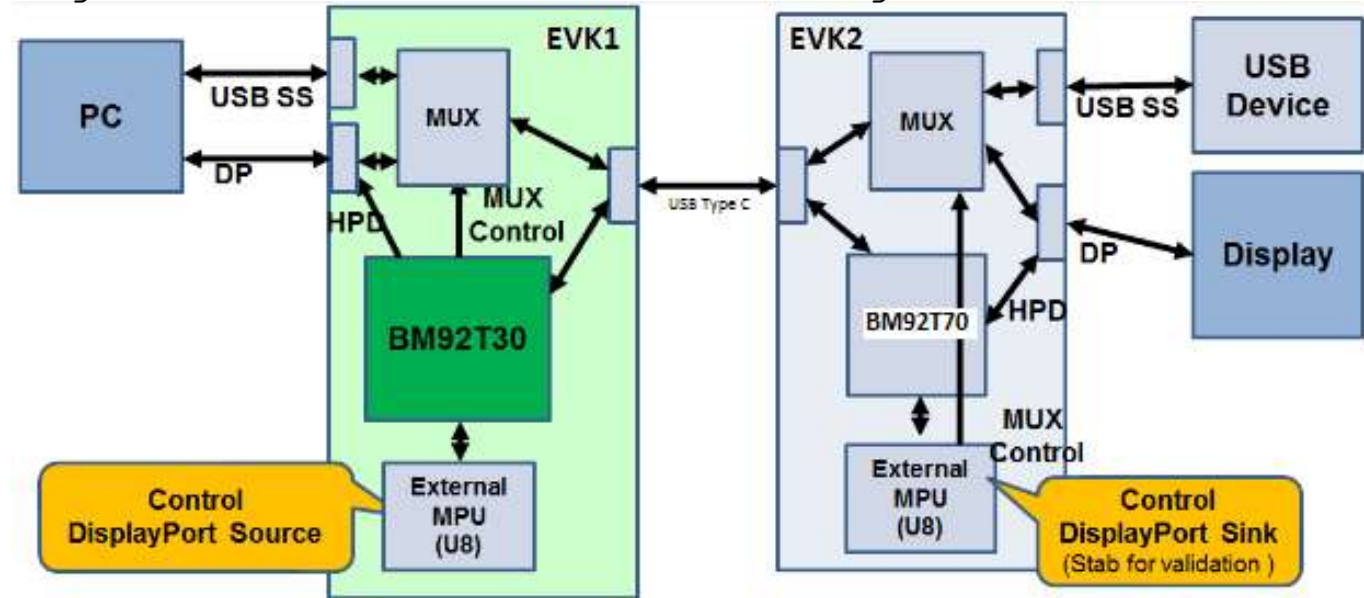 EVK1
EVK2
PC
USB SS
DP
MUX
HPD
MUX
Control
BM92T30
External
MPU
(U8)
Control
DisplayPort Source
USB Type C
MUX
BM92T70
HPD
MUX
Control
External
MPU
(U8)
Control
DisplayPort Sink
(Stab for validation )
USB SS
DP
USB
Device
Display